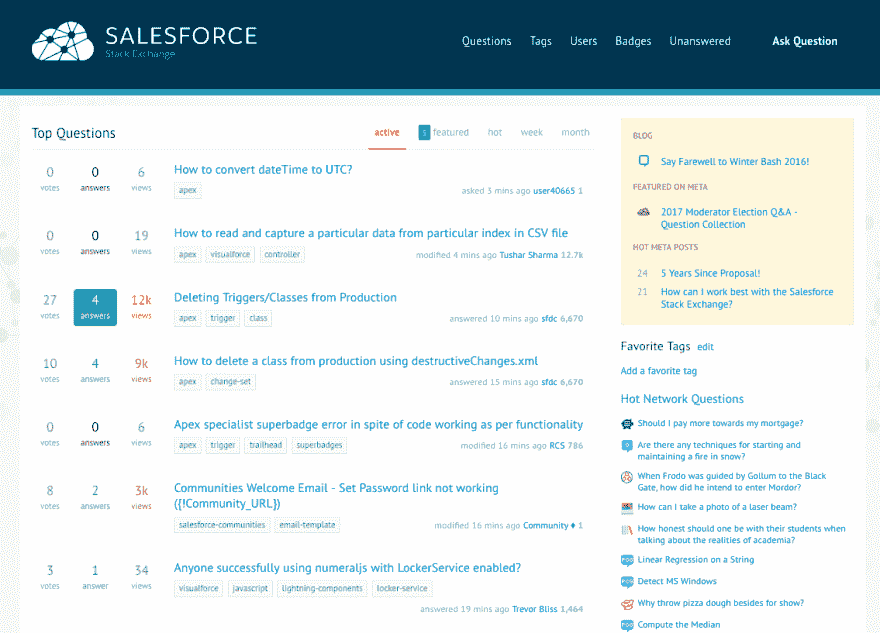 SALESFORCE
Stack Exchange
Questions Tags Users Badges Unanswered Ask Question
Top Questions
active 5 featured hot week month
0 votes 0 answers 6 views
How to convert dateTime to UTC?
apex
asked 3 mins ago user40665 1
0 votes 0 answers 19 views
How to read and capture a particular data from particular index in CSV file
apex visualforce controller
modified 4 mins ago Tushar Sharma 12.7k
27 votes 4 answers 12k views
Deleting Triggers/Classes from Production
apex trigger class
answered 10 mins ago sfdc 6,670
10 votes 4 answers 9k views
How to delete a class from production using destructiveChanges.xml
apex change-set
answered 15 mins ago sfdc 6,670
0 votes 0 answers 6 views
Apex specialist superbadge error in spite of code working as per functionality
apex trigger trailhead superbadges
modified 16 mins ago RCS 786
8 votes 2 answers 3k views
Communities Welcome Email - Set Password link not working
({!Community_URL})
salesforce-communities email-template
modified 16 mins ago Community ♦ 1
3 votes 1 answer 34 views
Anyone successfully using numeraljs with LockerService enabled?
visualforce javascript lightning-components locker-service
answered 19 mins ago Trevor Bliss 1,464
BLOG
Say Farewell to Winter Bash 2016!
FEATURED ON META
2017 Moderator Election Q&A -
Question Collection
HOT META POSTS
24 5 Years Since Proposal!
21 How can I work best with the Salesforce
Stack Exchange?
Favorite Tags edit
Add a favorite tag
Hot Network Questions
Should I pay more towards my mortgage?
Are there any techniques for starting and
maintaining a fire in snow?
When Frodo was guided by Gollum to the Black
Gate, how did he intend to enter Mordor?
How can I take a photo of a laser beam?
How honest should one be with their students when
talking about the realities of academia?
Linear Regression on a String
Detect MS Windows
Why throw pizza dough besides for show?
Compute the Median